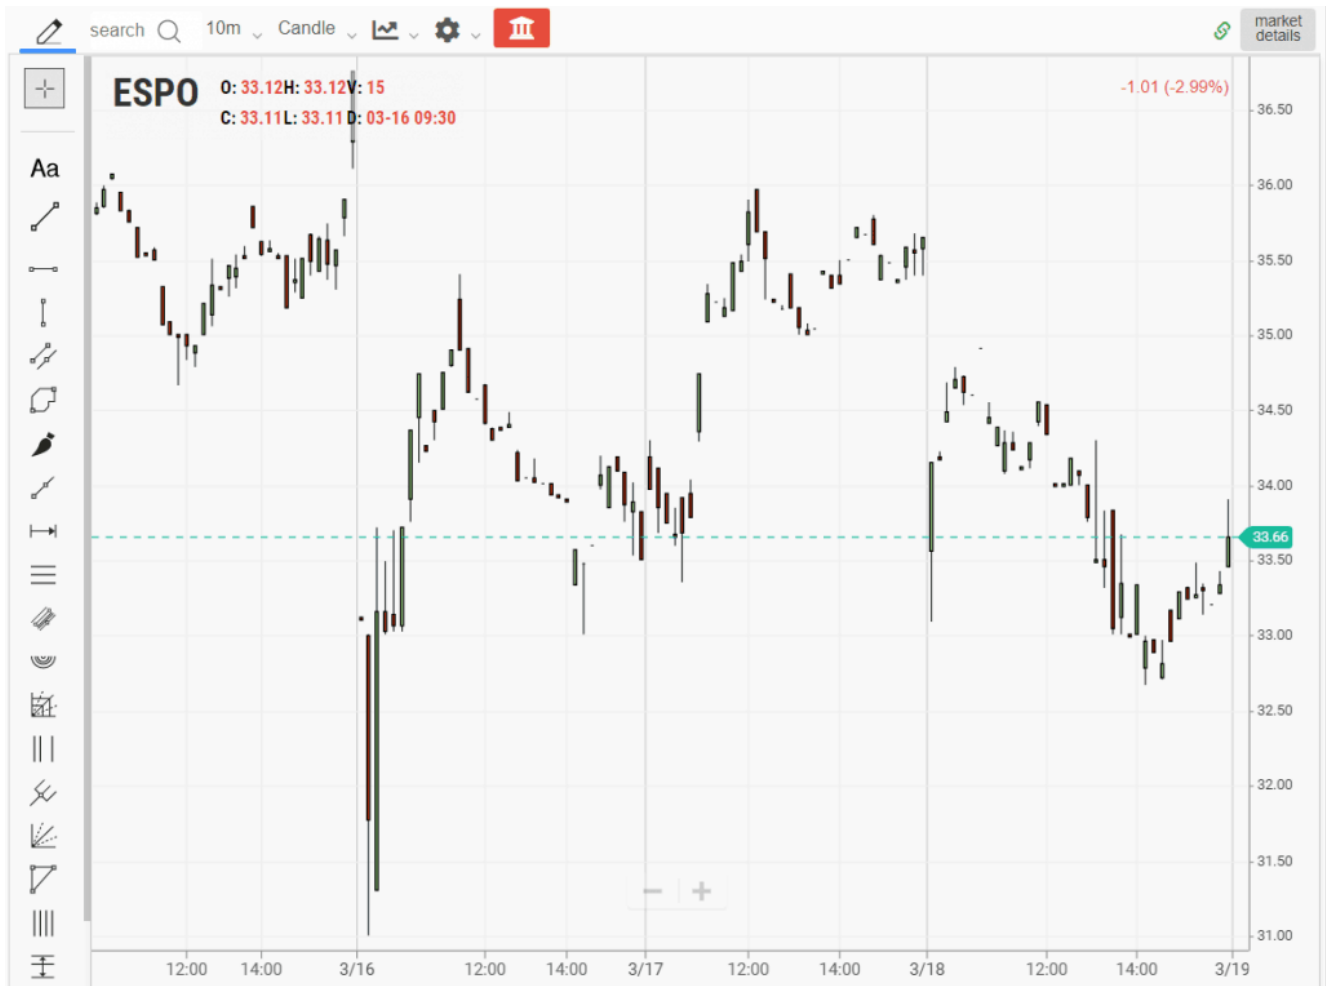 search 10m Candle
market details
ESPO
O: 33.12H: 33.12V: 15
C: 33.11L: 33.11 D: 03-16 09:30
-1.01 (-2.99%)
Aa
36.50
36.00
35.50
35.00
34.50
34.00
33.66
33.50
33.00
32.50
32.00
31.50
31.00
12:00 14:00 3/16 12:00 14:00 3/17 12:00 14:00 3/18 12:00 14:00 3/19